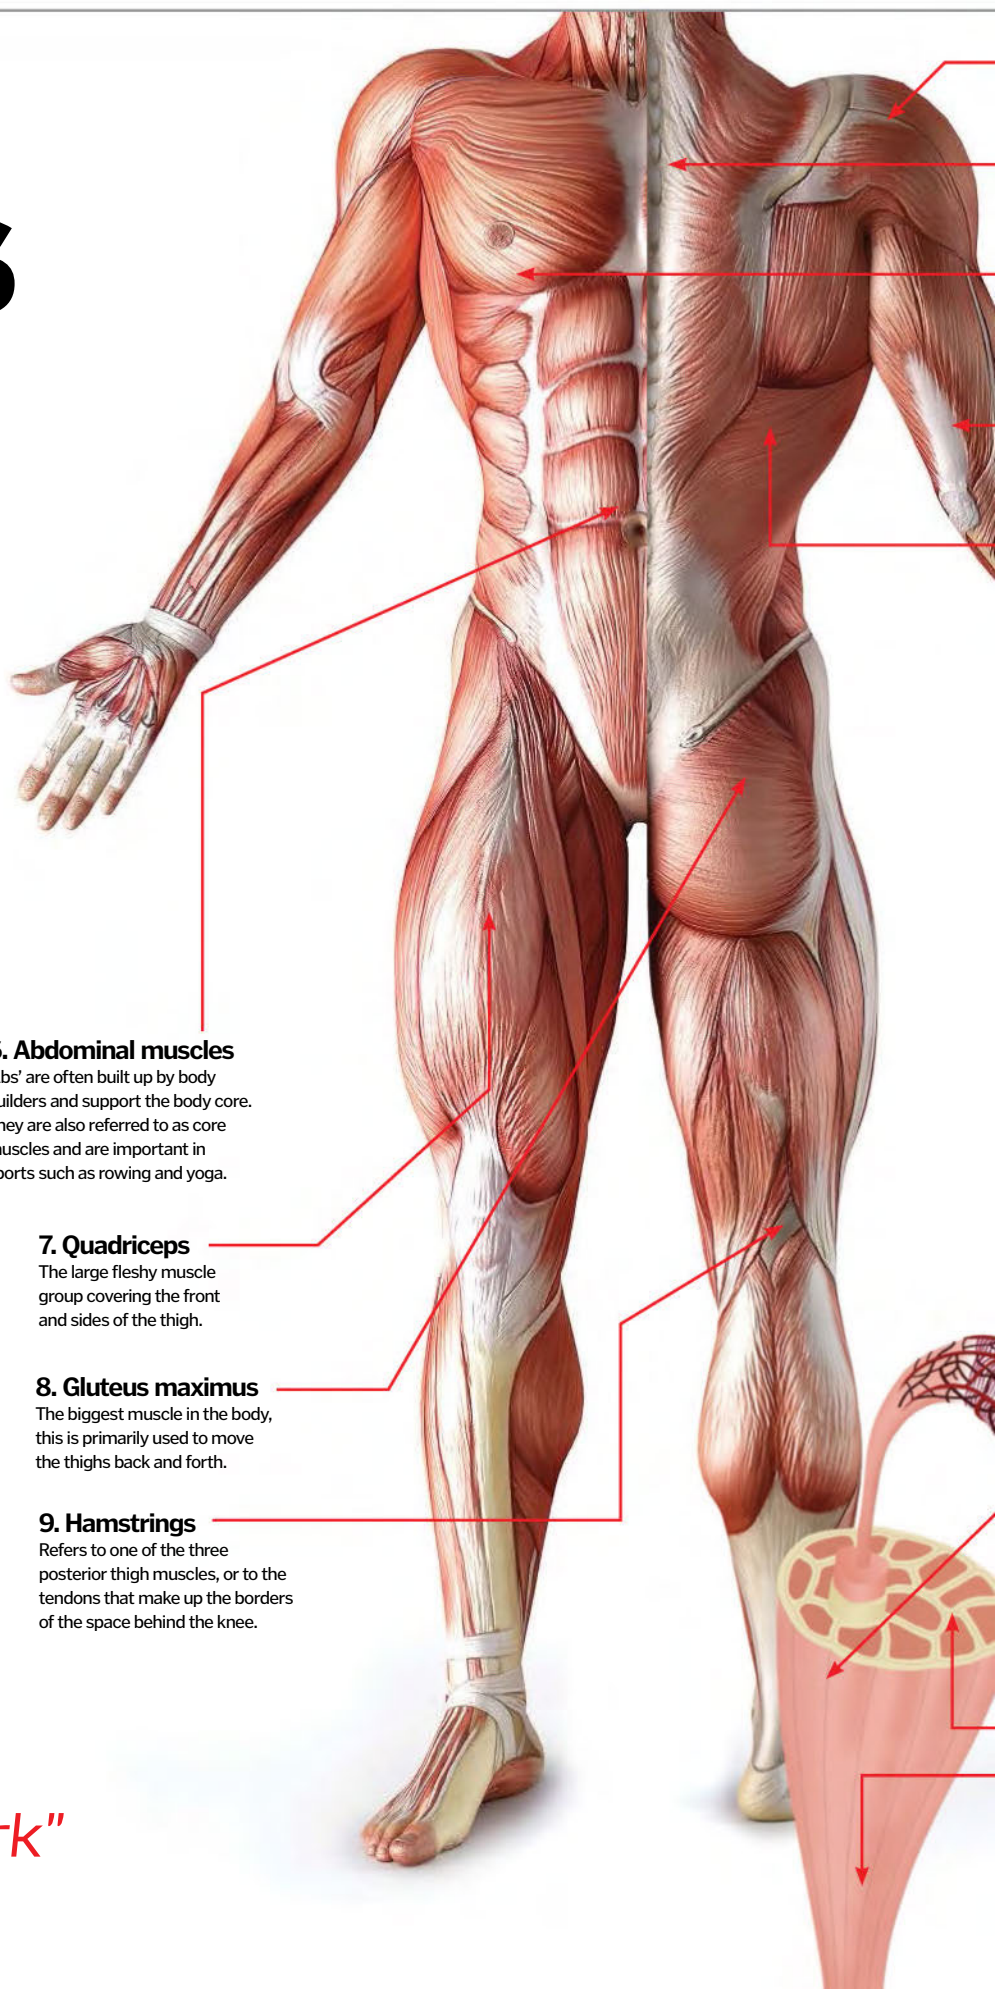 S
. Abdominal muscles
bs’ are often built up by body
uilders and support the body core.
hey are also referred to as core
uscles and are important in
ports such as rowing and yoga.
7. Quadriceps
The large fleshy muscle
group covering the front
and sides of the thigh.
8. Gluteus maximus
The biggest muscle in the body,
this is primarily used to move
the thighs back and forth.
9. Hamstrings
Refers to one of the three
posterior thigh muscles, or to the
tendons that make up the borders
of the space behind the knee.
rk”